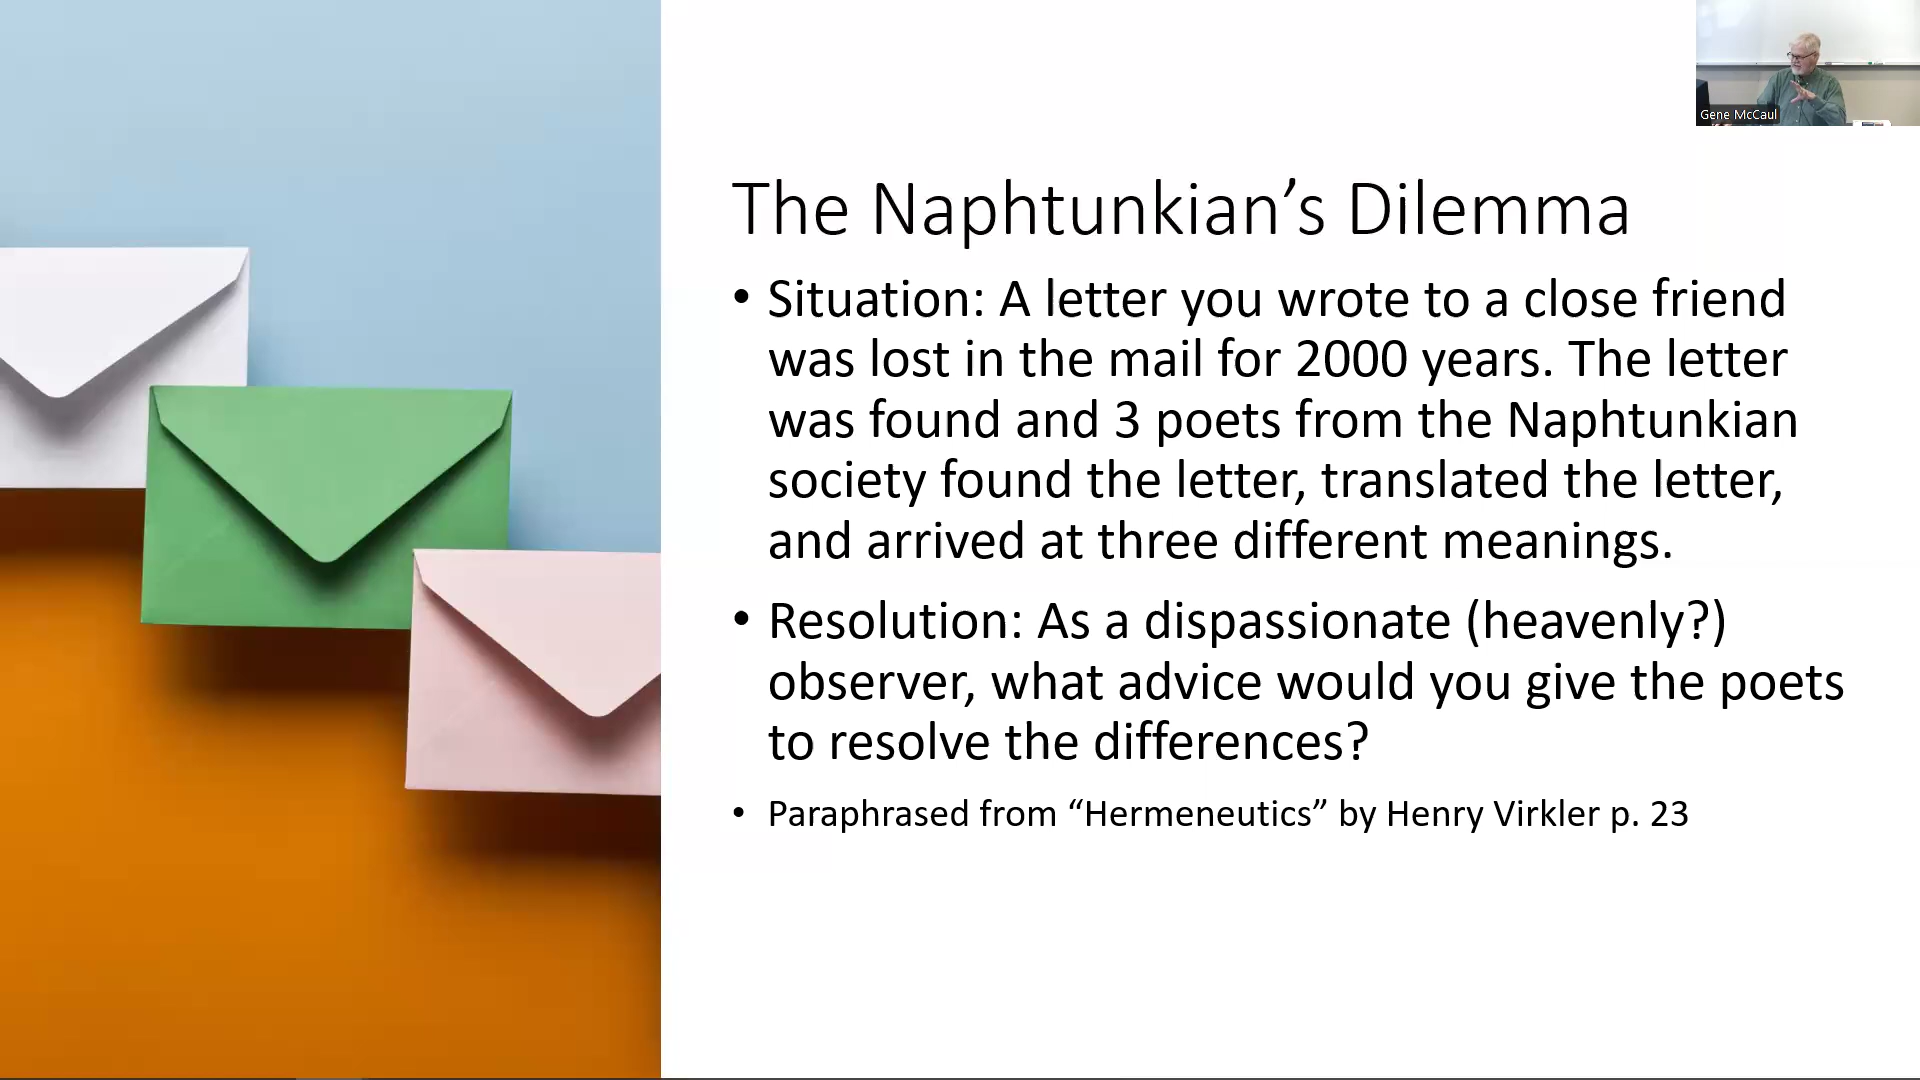 Gene McCaul
The Naphtunkian’s Dilemma
• Situation: A letter you wrote to a close friend
was lost in the mail for 2000 years. The letter
was found and 3 poets from the Naphtunkian
society found the letter, translated the letter,
and arrived at three different meanings.
• Resolution: As a dispassionate (heavenly?)
observer, what advice would you give the poets
to resolve the differences?
• Paraphrased from “Hermeneutics” by Henry Virkler p. 23